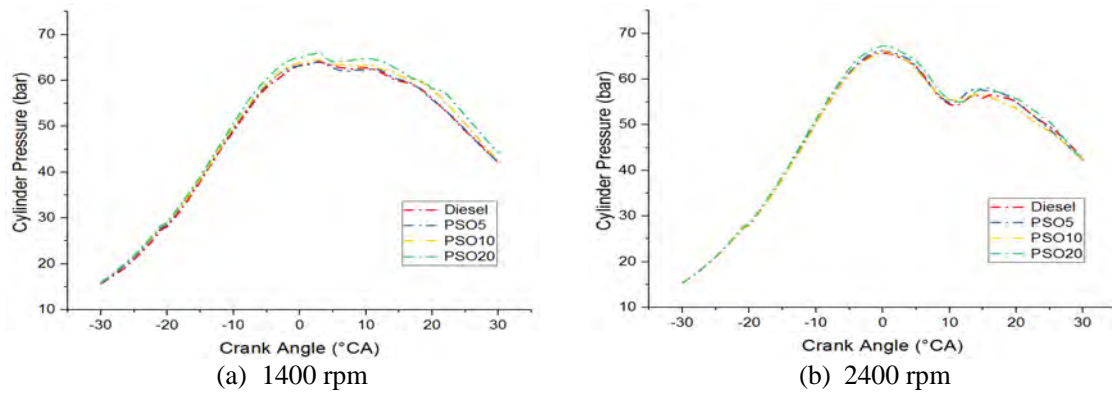 Cylinder Pressure (bar)
70
60
50
40
30
20
10
-30 -20 -10 0 10 20 30
Crank Angle (°CA)
Diesel
PSO5
PSO10
PSO20
(a) 1400 rpm
Cylinder Pressure (bar)
70
60
50
40
30
20
10
-30 -20 -10 0 10 20 30
Crank Angle (°CA)
Diesel
PSO5
PSO10
PSO20
(b) 2400 rpm